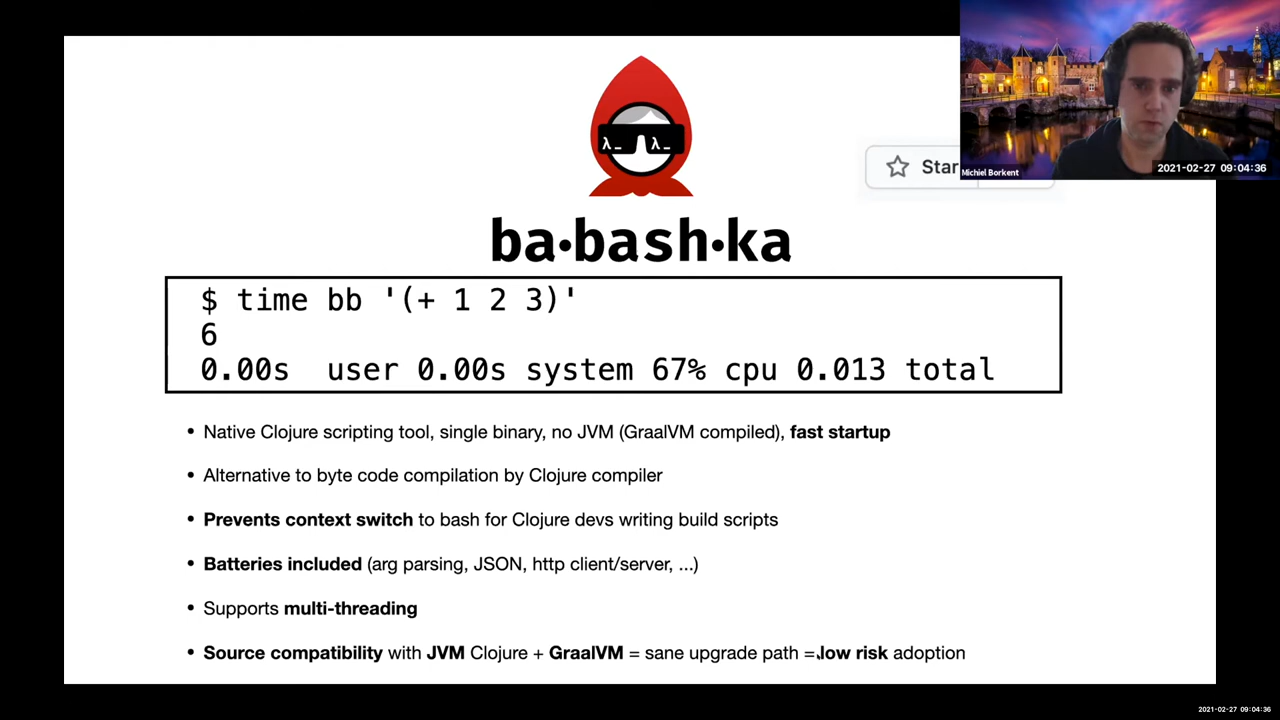 λ_ λ_
Star
Michiel Borkent
2021-02-27 09:04:36
ba•bash•ka
$ time bb '(+ 1 2 3)'
6
0.00s  user 0.00s system 67% cpu 0.013 total
• Native Clojure scripting tool, single binary, no JVM (GraalVM compiled), fast startup
• Alternative to byte code compilation by Clojure compiler
• Prevents context switch to bash for Clojure devs writing build scripts
• Batteries included (arg parsing, JSON, http client/server, ...)
• Supports multi-threading
• Source compatibility with JVM Clojure + GraalVM = sane upgrade path = low risk adoption
2021-02-27 09:04:36